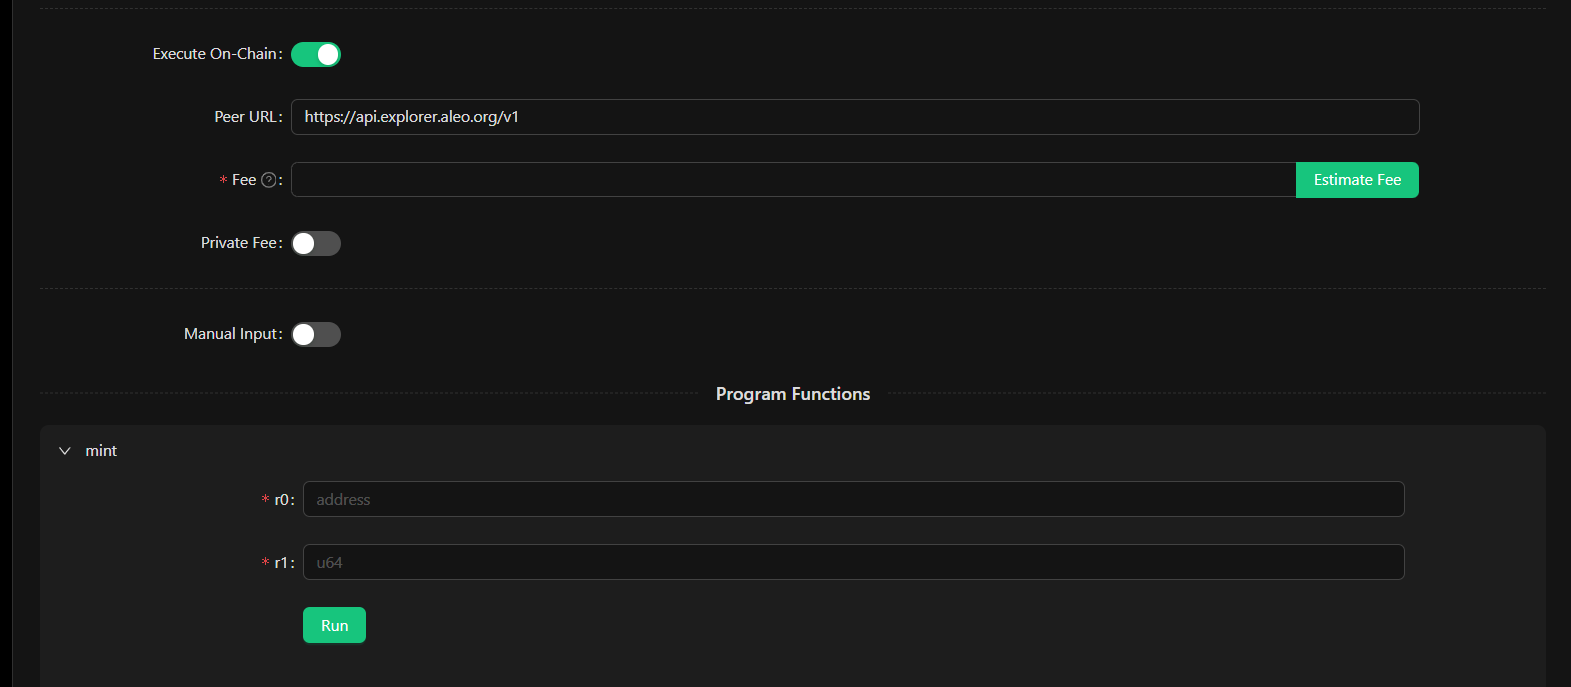 Execute On-Chain:
Peer URL: https://api.explorer.aleo.org/v1
* Fee ?: Estimate Fee
Private Fee:
Manual Input:
Program Functions
mint
* r0: address
* r1: u64
Run